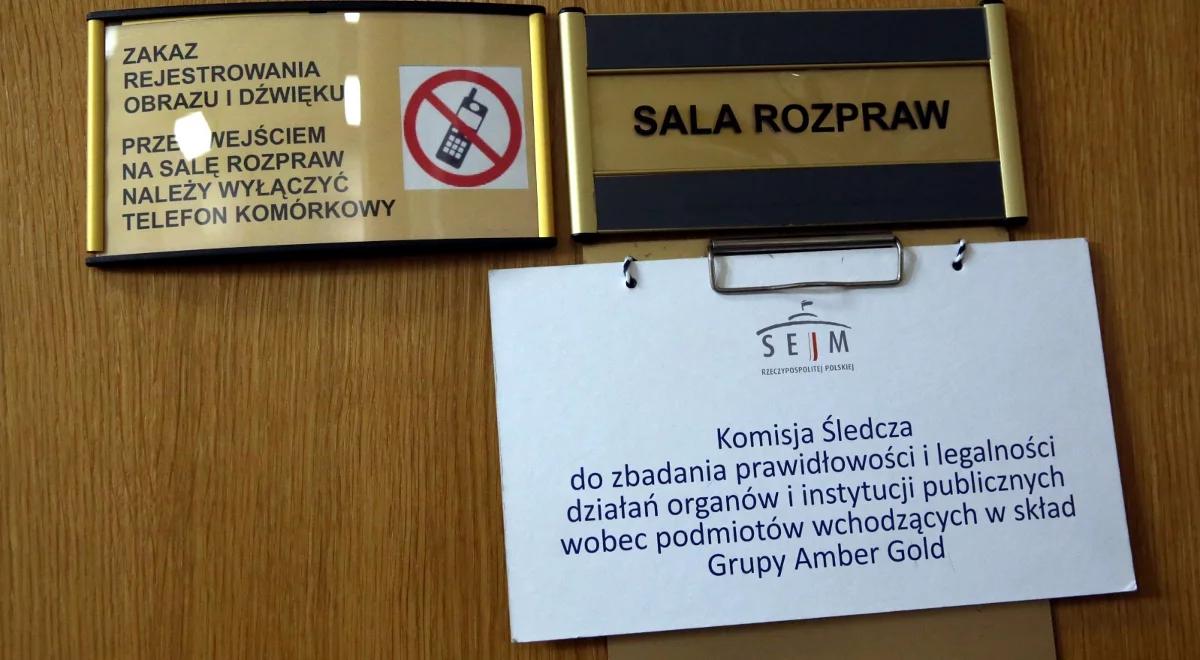 ZAKAZ
REJESTROWANIA
OBRAZU I DŹWIĘKU
WEJŚCIEM
NA SALĘ ROZPRAW
NALEŻY WYŁĄCZYĆ
TELEFON KOMÓRKOWY
SALA ROZPRAW
SEJM
RZECZYPOSPOLITEJ POLSKIEJ
Komisja Śledcza
do zbadania prawidłowości i legalności
działań organów i instytucji publicznych
wobec podmiotów wchodzących w skład
Grupy Amber Gold